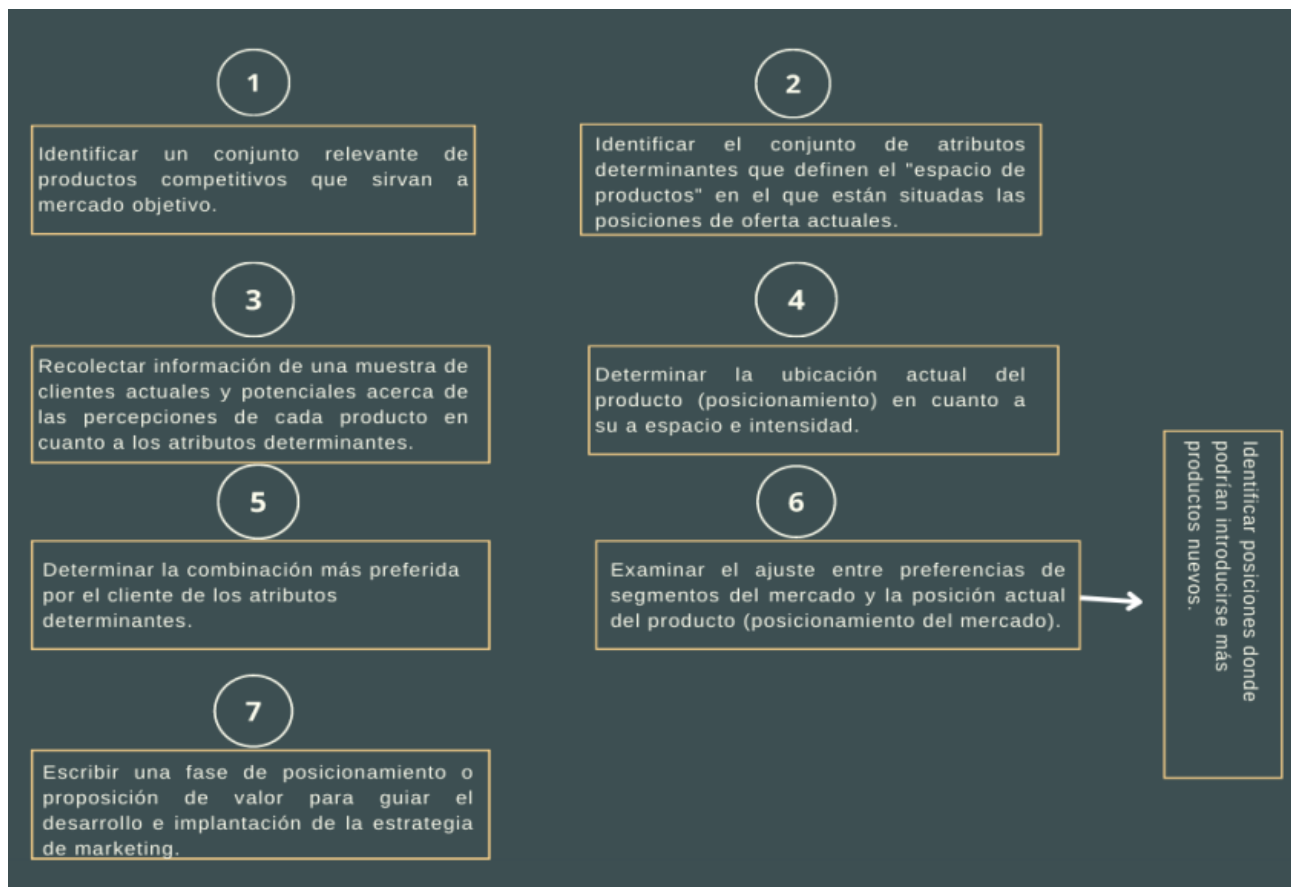 1
Identificar un conjunto relevante de
productos competitivos que sirvan a
mercado objetivo.
2
Identificar el conjunto de atributos
determinantes que definen el "espacio de
productos" en el que están situadas las
posiciones de oferta actuales.
3
Recolectar información de una muestra de
clientes actuales y potenciales acerca de
las percepciones de cada producto en
cuanto a los atributos determinantes.
4
Determinar la ubicación actual del
producto (posicionamiento) en cuanto a
su a espacio e intensidad.
5
Determinar la combinación más preferida
por el cliente de los atributos
determinantes.
6
Examinar el ajuste entre preferencias de
segmentos del mercado y la posición actual
del producto (posicionamiento del mercado).
Identificar posiciones donde
podrían introducirse más
productos nuevos.
7
Escribir una fase de posicionamiento o
proposición de valor para guiar el
desarrollo e implantación de la estrategia
de marketing.